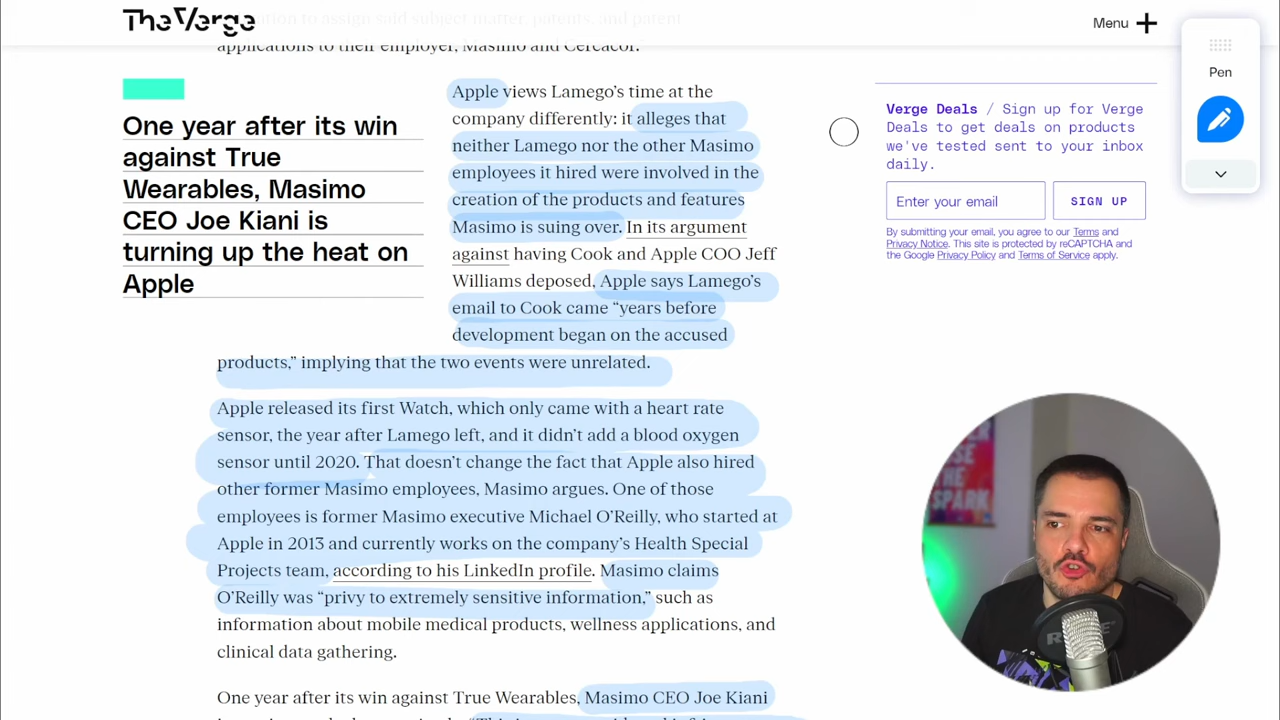 The Verge
Menu
to assign said subject matter, patents, and patent
applications to their employer, Masimo and Cercacor.
Pen
One year after its win
against True
Wearables, Masimo
CEO Joe Kiani is
turning up the heat on
Apple
Apple views Lamego's time at the
company differently: it alleges that
neither Lamego nor the other Masimo
employees it hired were involved in the
creation of the products and features
Masimo is suing over. In its argument
against having Cook and Apple COO Jeff
Williams deposed, Apple says Lamego's
email to Cook came “years before
development began on the accused
products,” implying that the two events were unrelated.
Apple released its first Watch, which only came with a heart rate
sensor, the year after Lamego left, and it didn't add a blood oxygen
sensor until 2020. That doesn't change the fact that Apple also hired
other former Masimo employees, Masimo argues. One of those
employees is former Masimo executive Michael O'Reilly, who started at
Apple in 2013 and currently works on the company's Health Special
Projects team, according to his LinkedIn profile. Masimo claims
O'Reilly was “privy to extremely sensitive information,” such as
information about mobile medical products, wellness applications, and
clinical data gathering.
One year after its win against True Wearables, Masimo CEO Joe Kiani
Verge Deals / Sign up for Verge
Deals to get deals on products
we've tested sent to your inbox
daily.
Enter your email
SIGN UP
By submitting your email, you agree to our Terms and
Privacy Notice. This site is protected by reCAPTCHA and
the Google Privacy Policy and Terms of Service apply.
THE
SPARK